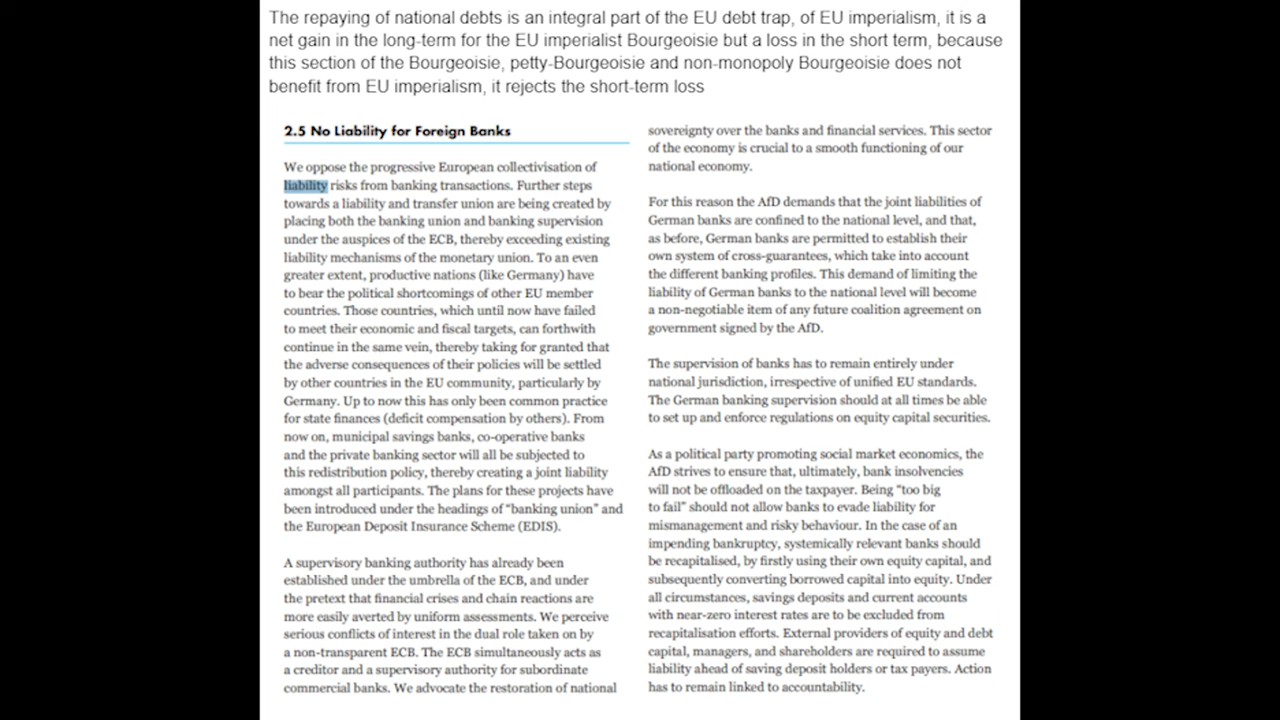 The repaying of national debts is an integral part of the EU debt trap, of EU imperialism, it is a
net gain in the long-term for the EU imperialist Bourgeoisie but a loss in the short term, because
this section of the Bourgeoisie, petty-Bourgeoisie and non-monopoly Bourgeoisie does not
benefit from EU imperialism, it rejects the short-term loss
2.5 No Liability for Foreign Banks
We oppose the progressive European collectivisation of
liability risks from banking transactions. Further steps
towards a liability and transfer union are being created by
placing both the banking union and banking supervision
under the auspices of the ECB, thereby exceeding existing
liability mechanisms of the monetary union. To an even
greater extent, productive nations (like Germany) have
to bear the political shortcomings of other EU member
countries. Those countries, which until now have failed
to meet their economic and fiscal targets, can forthwith
continue in the same vein, thereby taking for granted that
the adverse consequences of their policies will be settled
by other countries in the EU community, particularly by
Germany. Up to now this has only been common practice
for state finances (deficit compensation by others). From
now on, municipal savings banks, co-operative banks
and the private banking sector will all be subjected to
this redistribution policy, thereby creating a joint liability
amongst all participants. The plans for these projects have
been introduced under the headings of “banking union” and
the European Deposit Insurance Scheme (EDIS).
A supervisory banking authority has already been
established under the umbrella of the ECB, and under
the pretext that financial crises and chain reactions are
more easily averted by uniform assessments. We perceive
serious conflicts of interest in the dual role taken on by
a non-transparent ECB. The ECB simultaneously acts as
a creditor and a supervisory authority for subordinate
commercial banks. We advocate the restoration of national
sovereignty over the banks and financial services. This sector
of the economy is crucial to a smooth functioning of our
national economy.
For this reason the AfD demands that the joint liabilities of
German banks are confined to the national level, and that,
as before, German banks are permitted to establish their
own system of cross-guarantees, which take into account
the different banking profiles. This demand of limiting the
liability of German banks to the national level will become
a non-negotiable item of any future coalition agreement on
government signed by the AfD.
The supervision of banks has to remain entirely under
national jurisdiction, irrespective of unified EU standards.
The German banking supervision should at all times be able
to set up and enforce regulations on equity capital securities.
As a political party promoting social market economics, the
AfD strives to ensure that, ultimately, bank insolvencies
will not be offloaded on the taxpayer. Being “too big
to fail” should not allow banks to evade liability for
mismanagement and risky behaviour. In the case of an
impending bankruptcy, systemically relevant banks should
be recapitalised, by firstly using their own equity capital, and
subsequently converting borrowed capital into equity. Under
all circumstances, savings deposits and current accounts
with near-zero interest rates are to be excluded from
recapitalisation efforts. External providers of equity and debt
capital, managers, and shareholders are required to assume
liability ahead of saving deposit holders or tax payers. Action
has to remain linked to accountability.